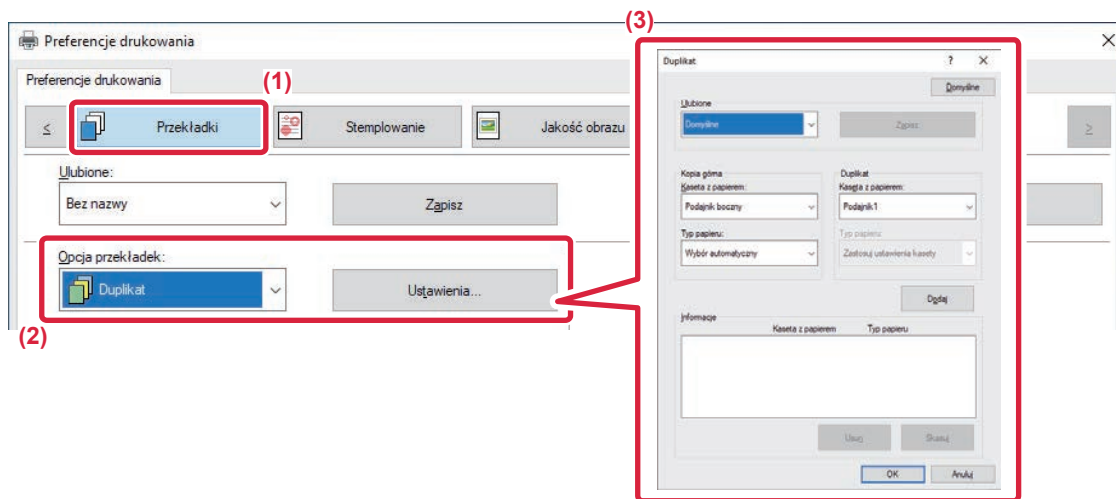 (3)
Preferencje drukowania
Preferencje drukowania
(1)
≤
Przekładki
Stemplowanie
Jakość obrazu
≥
Ulubione:
Bez nazwy
Zapisz
Opcja przekładek:
Duplikat
Ustawienia...
(2)
Duplikat
?
Domyślne
Ulubione
Domyślne
Zapisz
Kopia górna
Kaseta z papierem:
Podajnik boczny
Typ papieru:
Wybór automatyczny
Duplikat
Kaseta z papierem:
Podajnik1
Typ papieru:
Zastosuj ustawienia kasety
Dodaj
Informacje
Kaseta z papierem Typ papieru
Usuń
Skasuj
OK
Anuluj